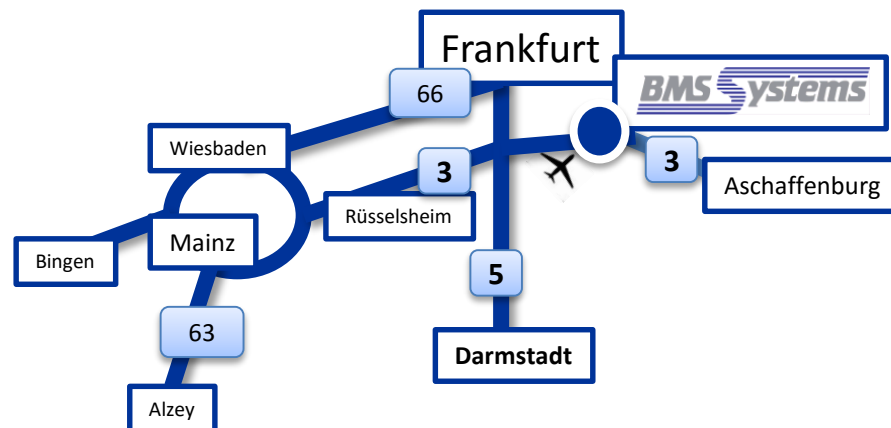 Frankfurt
BMS Systems
66
Wiesbaden
3
3
Aschaffenburg
Rüsselsheim
Mainz
Bingen
5
63
Darmstadt
Alzey